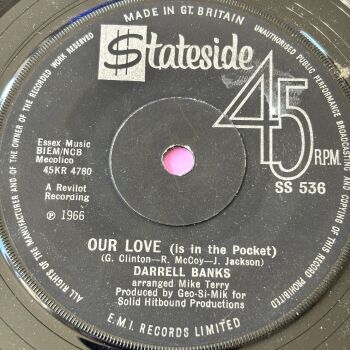 MADE IN GT. BRITAIN
ALL RIGHTS OF THE MANUFACTURER AND OF THE OWNER OF THE RECORDED WORK RESERVED
UNAUTHORISED PUBLIC PERFORMANCE BROADCASTING AND COPYING OF THIS RECORD PROHIBITED
$tateside
45 R.P.M.
SS 536
Essex Music
BIEM/NCB
Mecolico
45KR 4780
A Revilot
Recording
℗ 1966
OUR LOVE (is in the Pocket)
(G. Clinton—R. McCoy—J. Jackson)
DARRELL BANKS
arranged Mike Terry
Produced by Geo-Si-Mik for
Solid Hitbound Productions
E.M.I. RECORDS LIMITED